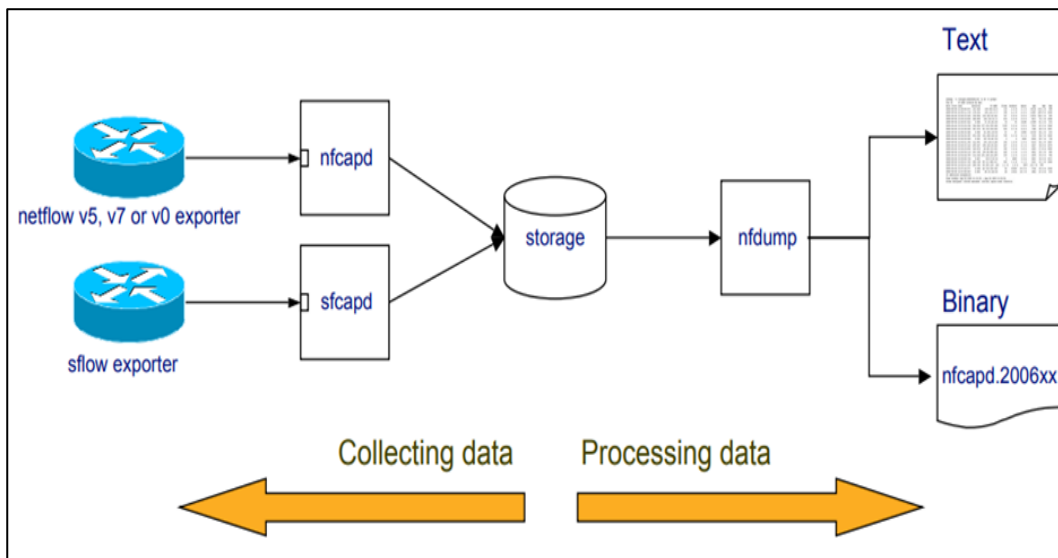 Text
nfcapd
netflow v5, v7 or v0 exporter
storage
nfdump
sfcapd
sflow exporter
Binary
nfcapd.2006xx
Collecting data
Processing data